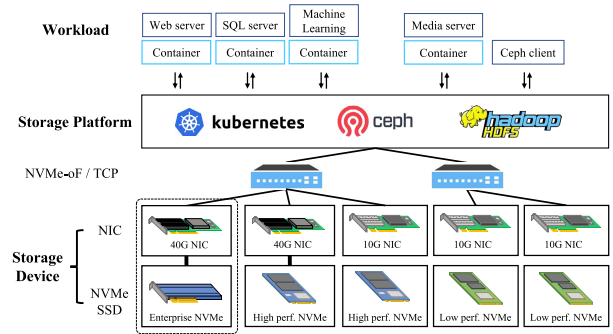 Workload
Web server
SQL server
Machine
Learning
Media server
Container
Container
Container
Container
Ceph client
Storage Platform
kubernetes
ceph
hadoop
HDFS
NVMe-oF / TCP
NIC
40G NIC
40G NIC
10G NIC
10G NIC
10G NIC
Storage
Device
NVMe
SSD
Enterprise NVMe
High perf. NVMe
High perf. NVMe
Low perf. NVMe
Low perf. NVMe